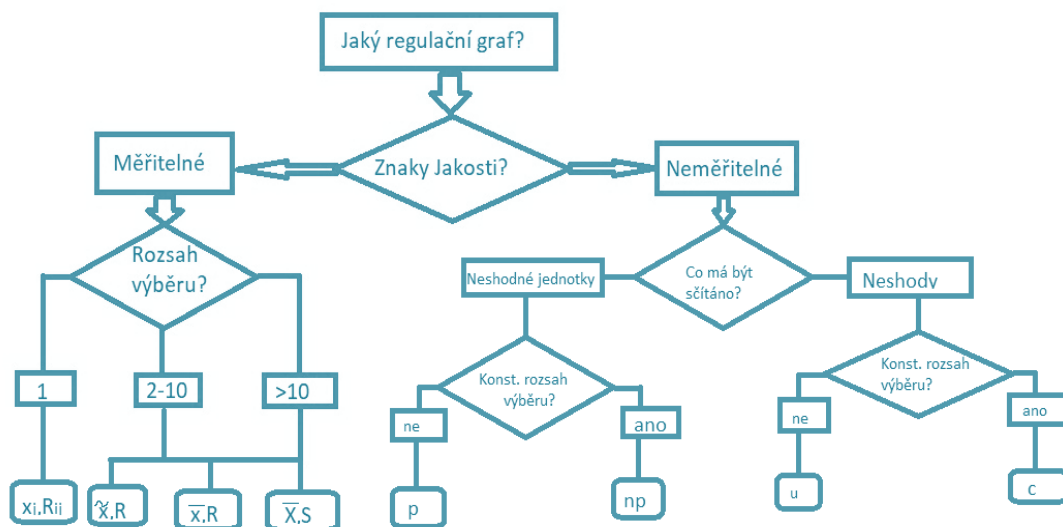 Jaký regulační graf?
Znaky Jakosti?
Měřitelné
Neměřitelné
Rozsah
výběru?
Co má být
sčítáno?
Neshodné jednotky
Neshody
1
2-10
>10
Konst. rozsah
výběru?
Konst. rozsah
výběru?
ne
ano
ne
ano
xi,Rii
x̃,R
x̅,R
X̅,S
p
np
u
c